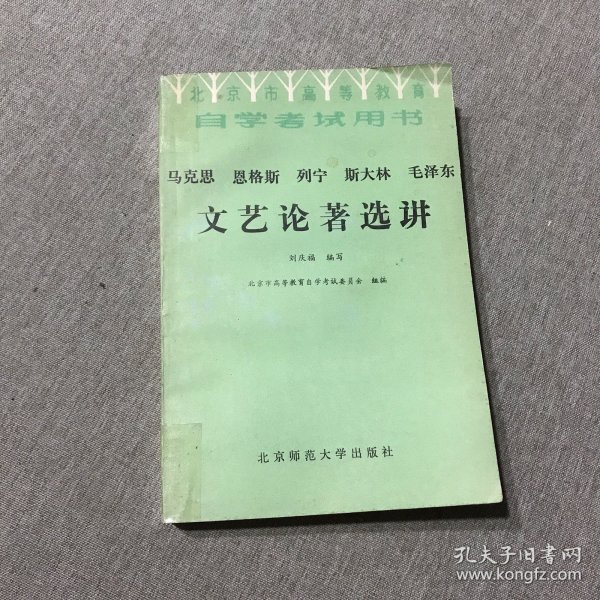 北京市高等教育
自学考试用书
马克思 恩格斯 列宁 斯大林 毛泽东
文艺论著选讲
刘庆福 编写
北京市高等教育自学考试委员会 组编
北京师范大学出版社
孔夫子旧书网
www.kongfz.com